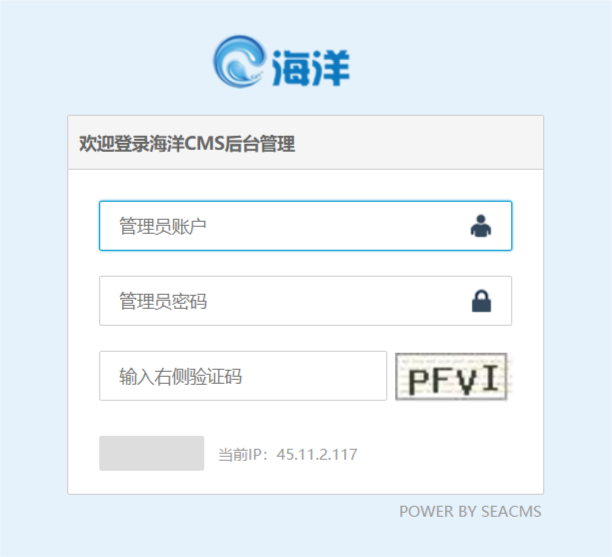 海洋
欢迎登录海洋CMS后台管理
管理员账户
管理员密码
输入右侧验证码
PFVI
当前IP：45.11.2.117
POWER BY SEACMS